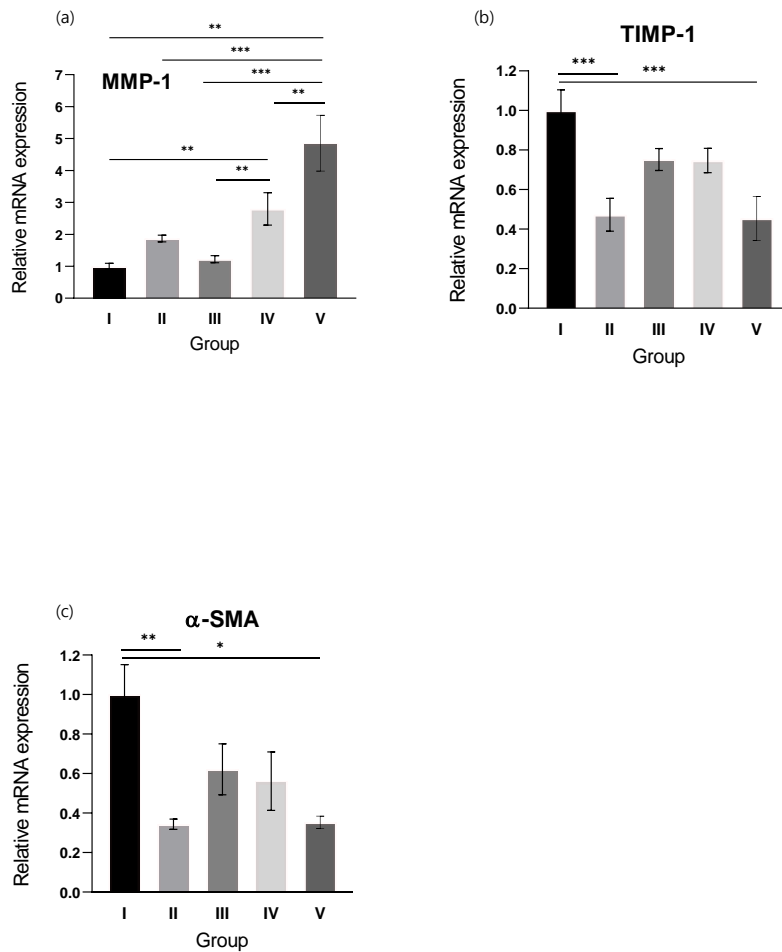 (a)
**
***
***
MMP-1
**
**
**
7
6
5
4
3
2
1
0
Relative mRNA expression
I II III IV V
Group
(b)
TIMP-1
***
***
1.2
1.0
0.8
0.6
0.4
0.2
0.0
Relative mRNA expression
I II III IV V
Group
(c)
α-SMA
**
*
1.2
1.0
0.8
0.6
0.4
0.2
0.0
Relative mRNA expression
I II III IV V
Group